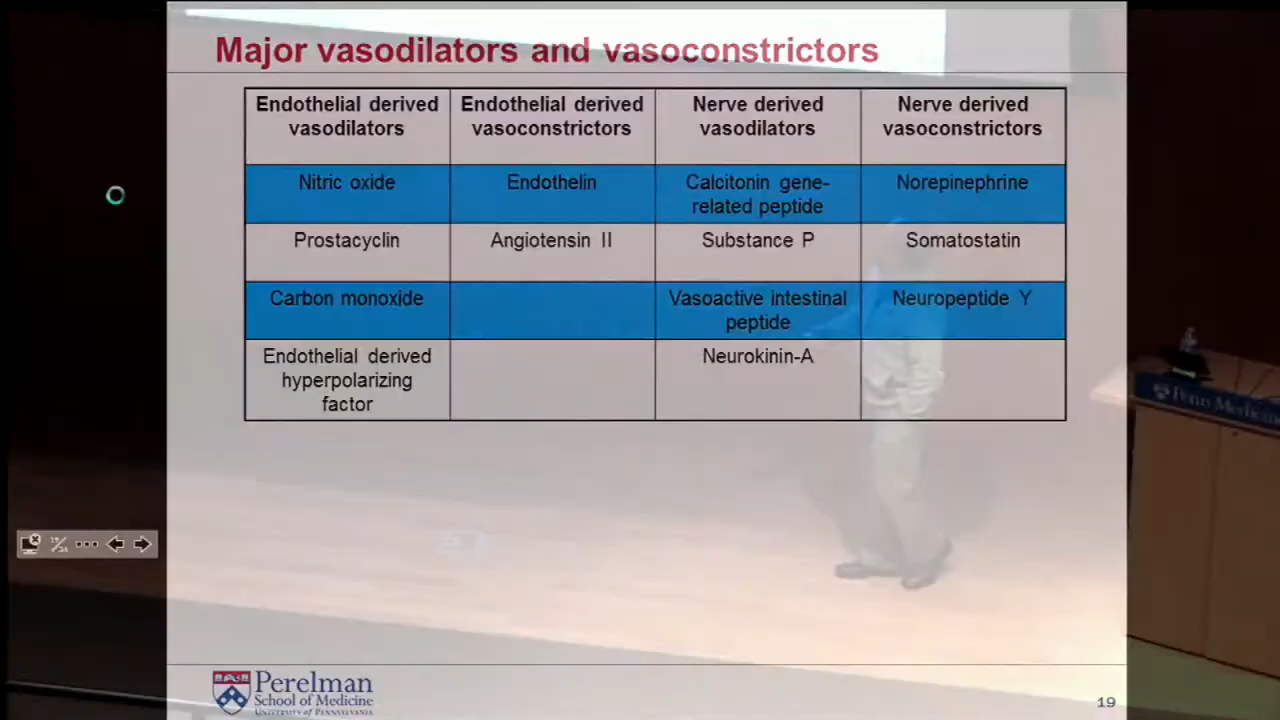 Major vasodilators and vasoconstrictors
Endothelial derived vasodilators
Endothelial derived vasoconstrictors
Nerve derived vasodilators
Nerve derived vasoconstrictors
Nitric oxide
Endothelin
Calcitonin gene-related peptide
Norepinephrine
Prostacyclin
Angiotensin II
Substance P
Somatostatin
Carbon monoxide
Vasoactive intestinal peptide
Neuropeptide Y
Endothelial derived hyperpolarizing factor
Neurokinin-A
Perelman
School of Medicine
UNIVERSITY of PENNSYLVANIA
19
Penn Medicine